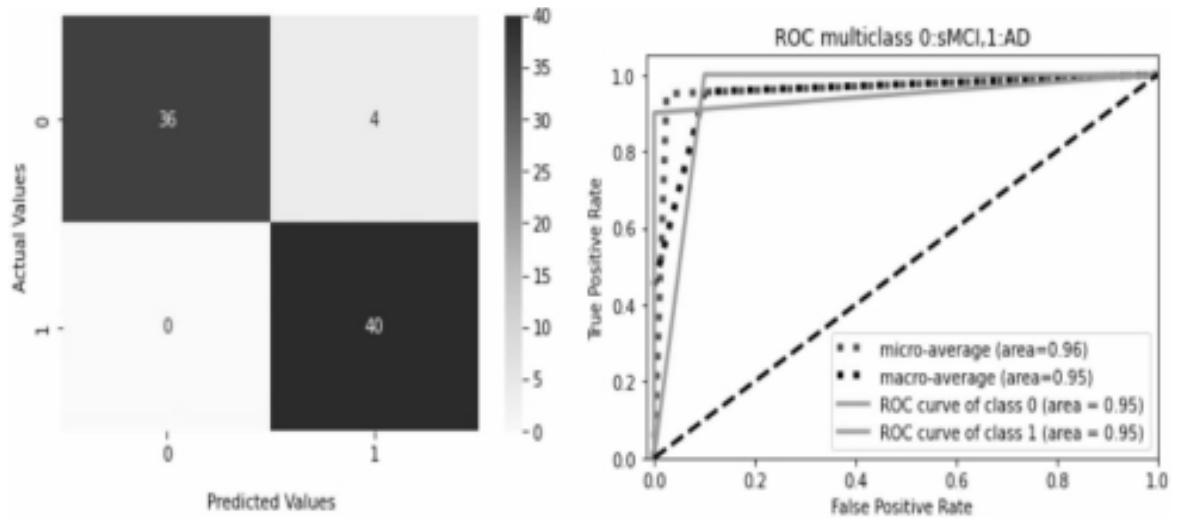 0
36
4
1
0
40
Actual Values
0
1
Predicted Values
40
35
30
25
20
15
10
5
0
ROC multiclass 0:sMCI,1:AD
1.0
0.8
0.6
0.4
0.2
0.0
True Positive Rate
micro-average (area=0.96)
macro-average (area=0.95)
ROC curve of class 0 (area = 0.95)
ROC curve of class 1 (area = 0.95)
0.0 0.2 0.4 0.6 0.8 1.0
False Positive Rate